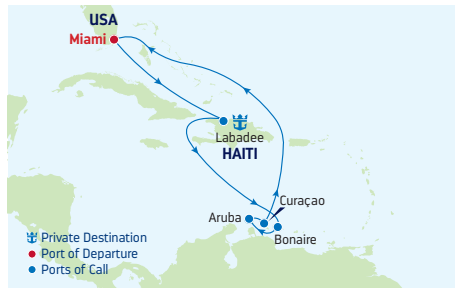 USA
Miami
Labadee
HAITI
Curaçao
Aruba
Bonaire
Private Destination
Port of Departure
Ports of Call